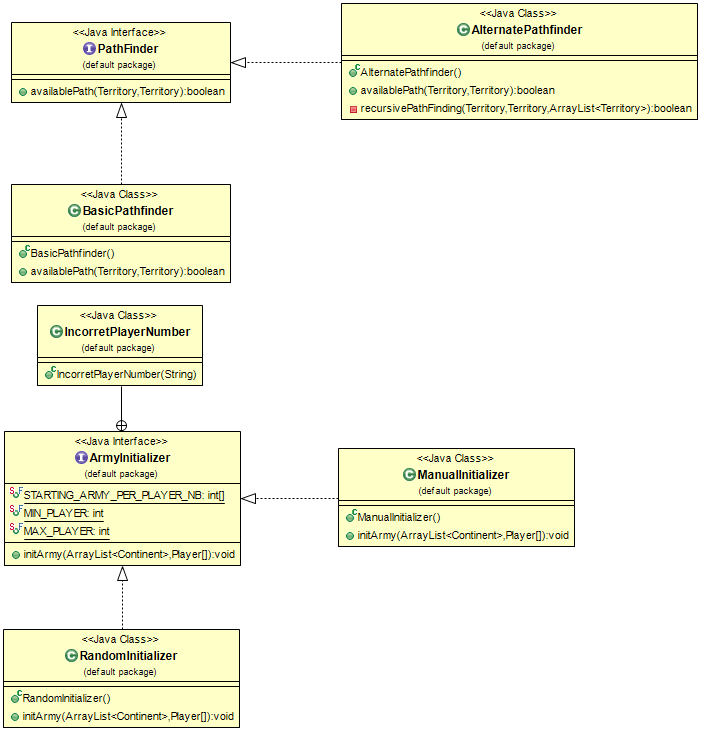 <<Java Interface>>
PathFinder
(default package)
availablePath(Territory,Territory):boolean
<<Java Class>>
AlternatePathfinder
(default package)
AlternatePathfinder()
availablePath(Territory,Territory):boolean
recursivePathFinding(Territory,Territory,ArrayList<Territory>):boolean
<<Java Class>>
BasicPathfinder
(default package)
BasicPathfinder()
availablePath(Territory,Territory):boolean
<<Java Class>>
IncorretPlayerNumber
(default package)
IncorretPlayerNumber(String)
<<Java Interface>>
ArmyInitializer
(default package)
STARTING_ARMY_PER_PLAYER_NB: int[]
MIN_PLAYER: int
MAX_PLAYER: int
initArmy(ArrayList<Continent>,Player[]):void
<<Java Class>>
ManualInitializer
(default package)
ManualInitializer()
initArmy(ArrayList<Continent>,Player[]):void
<<Java Class>>
RandomInitializer
(default package)
RandomInitializer()
initArmy(ArrayList<Continent>,Player[]):void